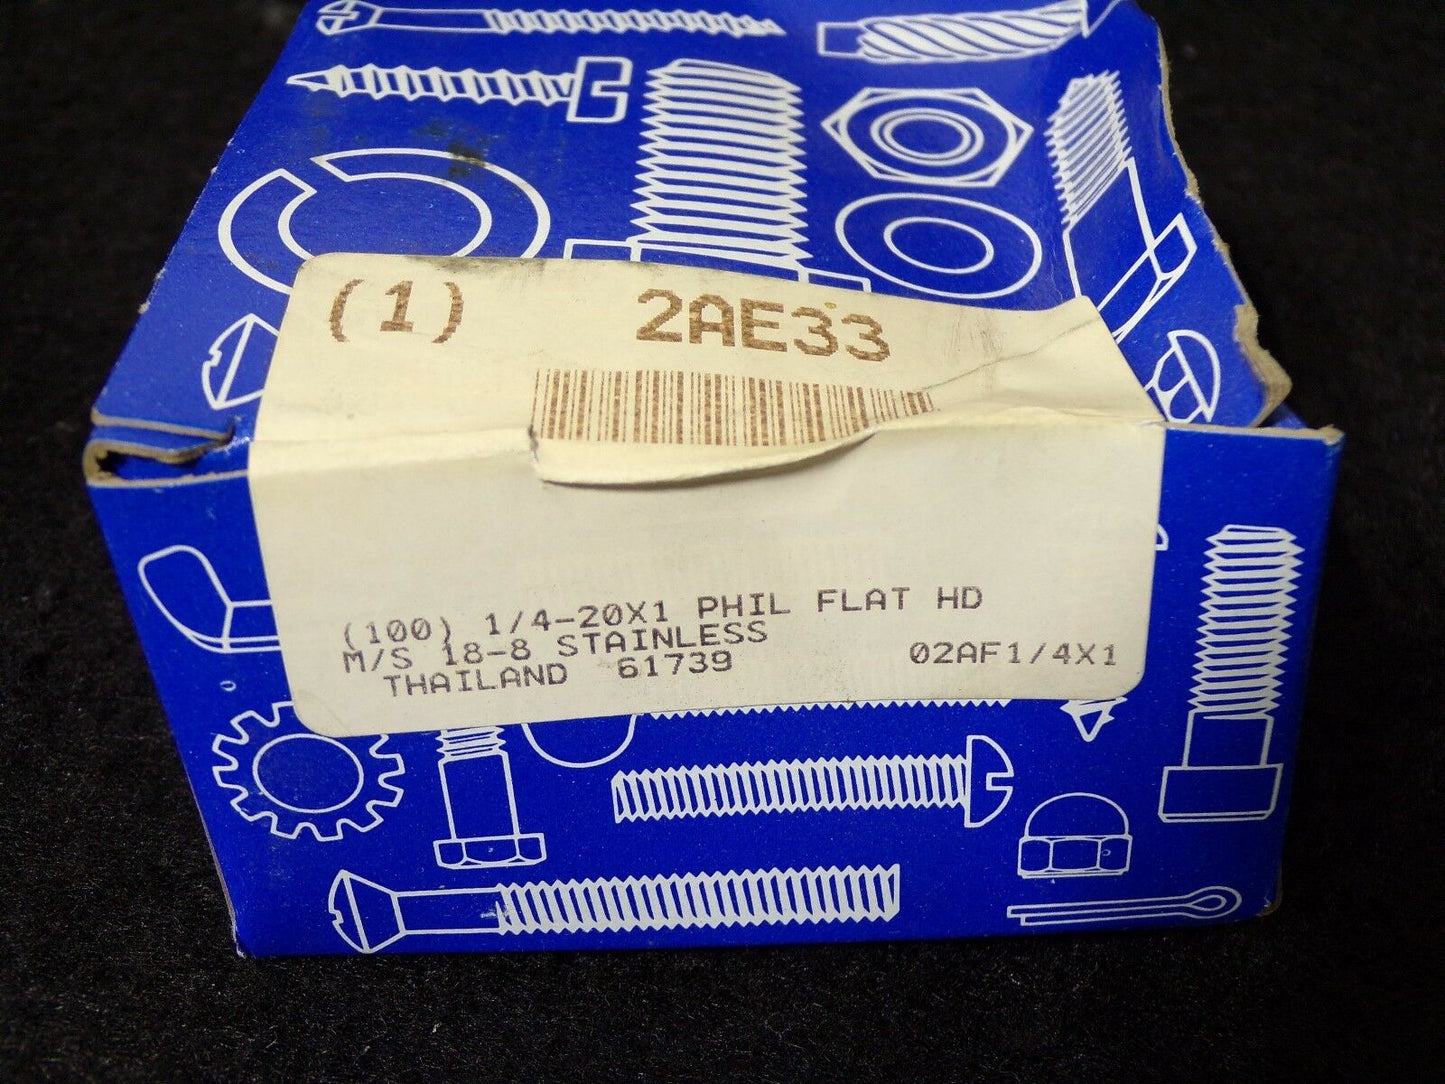 (1) 2AE33
(100) 1/4-20X1 PHIL FLAT HD
M/S 18-8 STAINLESS
THAILAND 61739 02AF1/4X1